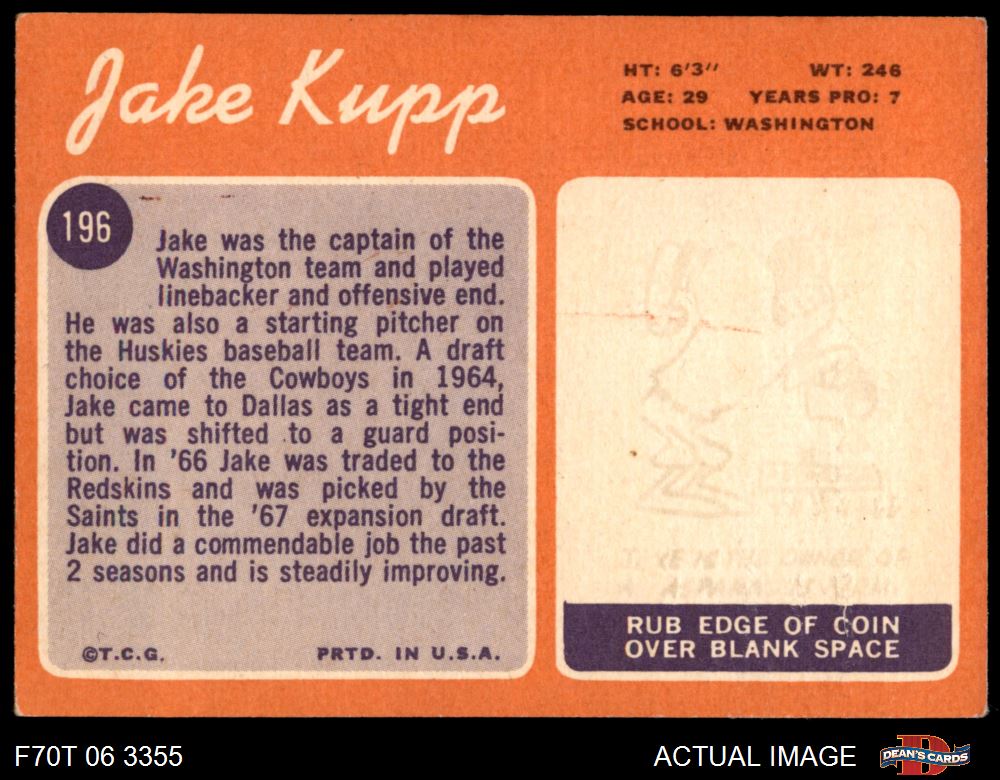 Jake Kupp
HT: 6'3" WT: 246
AGE: 29 YEARS PRO: 7
SCHOOL: WASHINGTON
196
Jake was the captain of the
Washington team and played
linebacker and offensive end.
He was also a starting pitcher on
the Huskies baseball team. A draft
choice of the Cowboys in 1964,
Jake came to Dallas as a tight end
but was shifted to a guard posi-
tion. In '66 Jake was traded to the
Redskins and was picked by the
Saints in the '67 expansion draft.
Jake did a commendable job the past
2 seasons and is steadily improving.
©T.C.G. PRTD. IN U.S.A.
RUB EDGE OF COIN
OVER BLANK SPACE
F70T 06 3355
ACTUAL IMAGE
DEAN'S CARDS